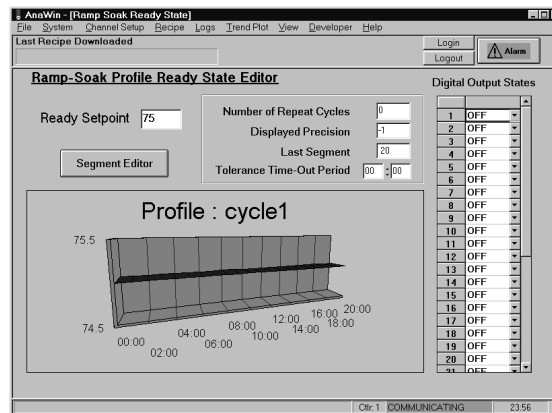 AnaWin - [Ramp Soak Ready State]
File System Channel Setup Recipe Logs Trend Plot View Developer Help
Last Recipe Downloaded
Login
Logout
Alarm
Ramp-Soak Profile Ready State Editor
Digital Output States
Ready Setpoint 75
Number of Repeat Cycles 0
Displayed Precision -1
Last Segment 20
Tolerance Time-Out Period 00 : 00
Segment Editor
1 OFF
2 OFF
3 OFF
4 OFF
5 OFF
6 OFF
7 OFF
8 OFF
9 OFF
10 OFF
11 OFF
12 OFF
13 OFF
14 OFF
15 OFF
16 OFF
17 OFF
18 OFF
19 OFF
20 OFF
21 OFF
Profile : cycle1
75.5
74.5
00:00
02:00
04:00
06:00
08:00
10:00
12:00
14:00
16:00
18:00
20:00
Ctlr: 1 COMMUNICATING 23:56